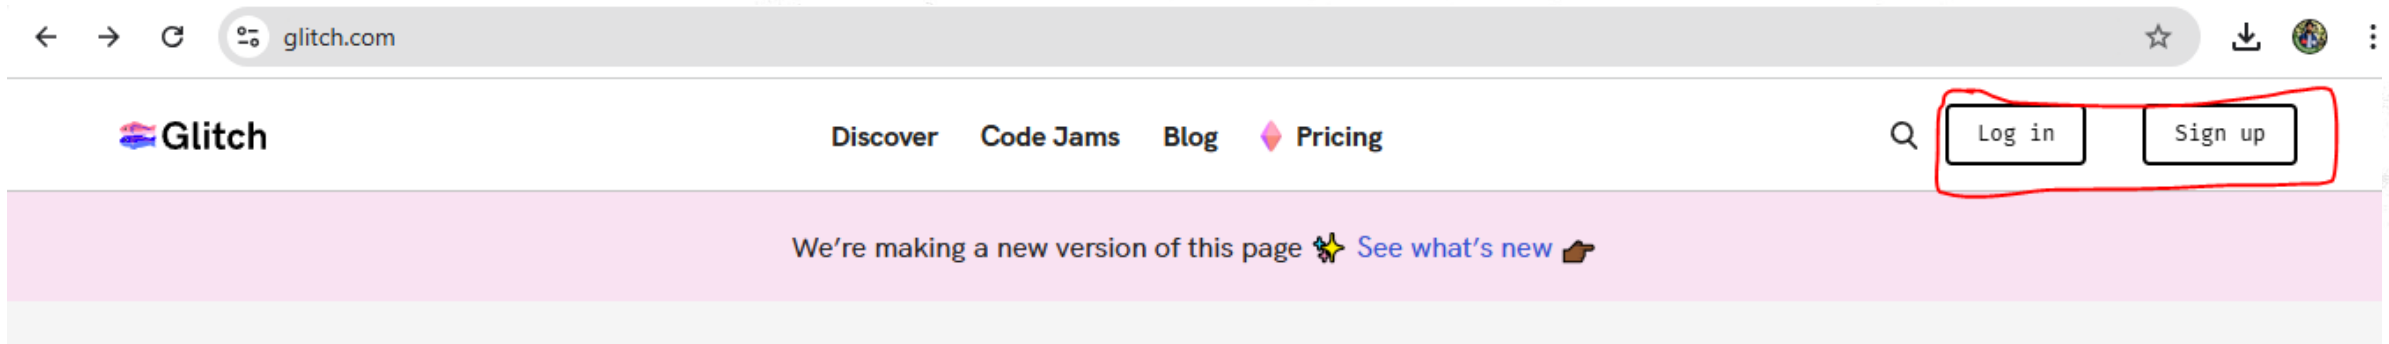 glitch.com
Glitch Discover Code Jams Blog Pricing Log in Sign up
We're making a new version of this page ✨ See what's new 👉🏿